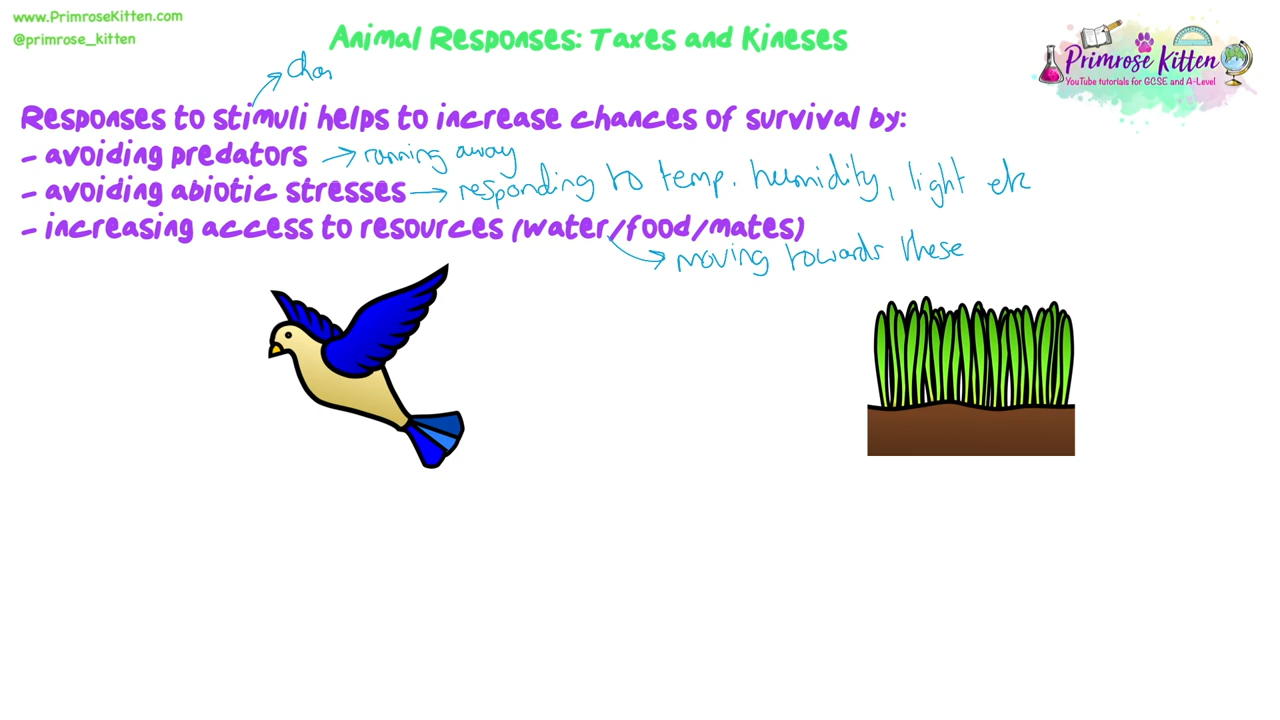 www.PrimroseKitten.com
@primrose_kitten
Animal Responses: Taxes and Kineses
Primrose Kitten
YouTube tutorials for GCSE and A-Level
chan
Responses to stimuli helps to increase chances of survival by:
- avoiding predators → running away
- avoiding abiotic stresses → responding to temp. humidity, light etc
- increasing access to resources (water/food/mates)
→ moving towards these